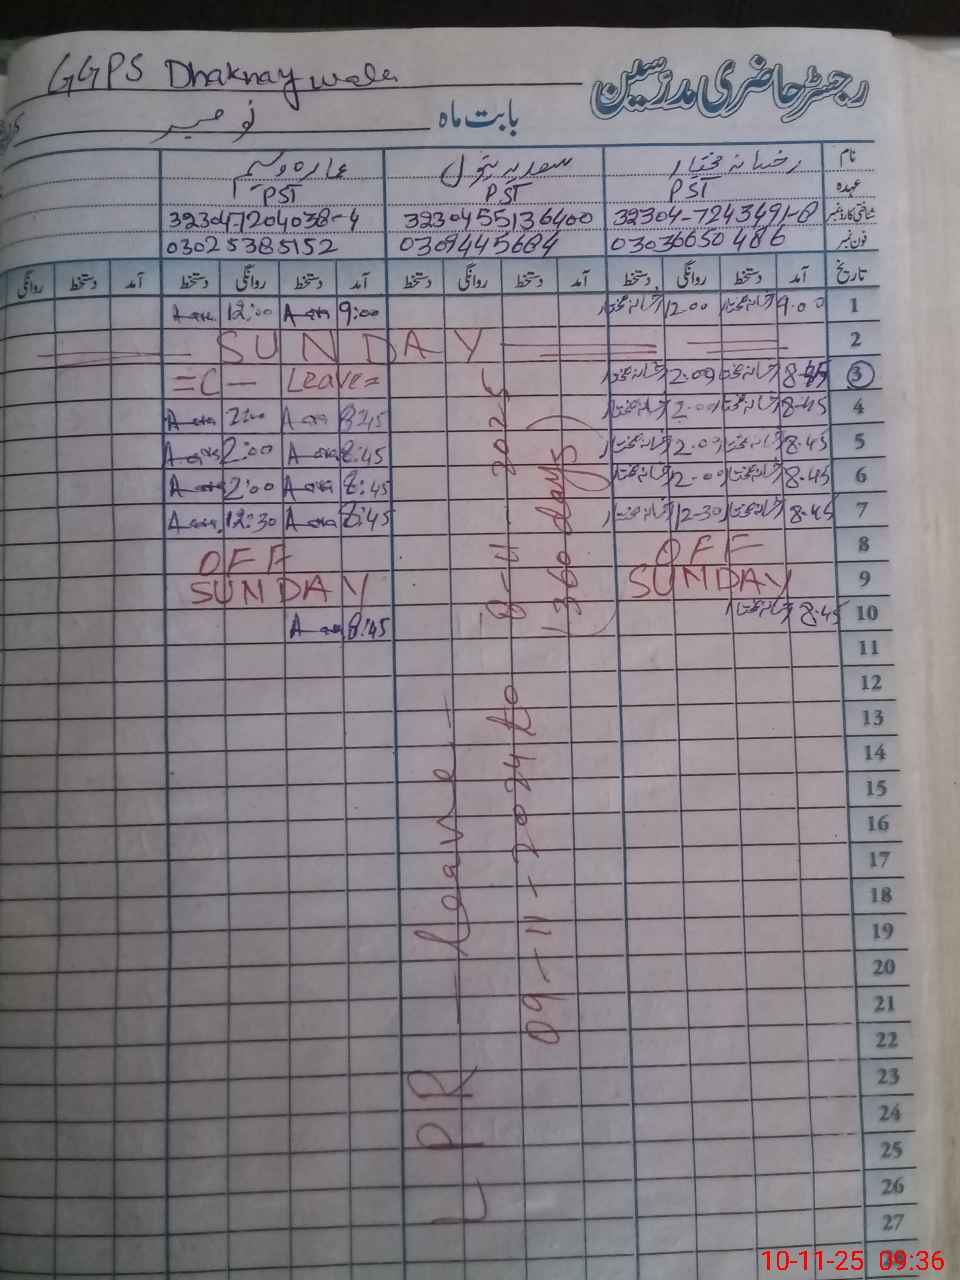 GGPS Dhaknay wala
رجسٹر حاضری مدرسین
بابت ماہ نومبر
نام رخسانہ مختار سعدیہ بتول عمارہ وسیم
عہدہ PST PST PST
شناختی کارڈ نمبر 32304-7243491-8 3230455136400 32304-7204038-4
فون نمبر 03036650486 0309445684 03025385152
تاریخ آمد دستخط روانگی دستخط آمد دستخط روانگی دستخط آمد دستخط روانگی دستخط آمد دستخط روانگی
1 9.00 12.00 9:00 12:00
2 SUNDAY
3 8-45 2.00 =C — Leave=
4 8-45 2.00 8:45 2:00
5 8.45 2.00 8:45 2:00
6 8.45 2.00 8:45 2:00
7 8.45 12-30 8:45 12:30
8 OFF OFF
9 SUNDAY SUNDAY
10 8.45 8:45
11
12
13
14
15
16
17
18
19
20
21
22
23
24
25
26
27
28
LPR — Leave —
09-11-2024 to 8-11-2025
(360 days)
10-11-25 09:36